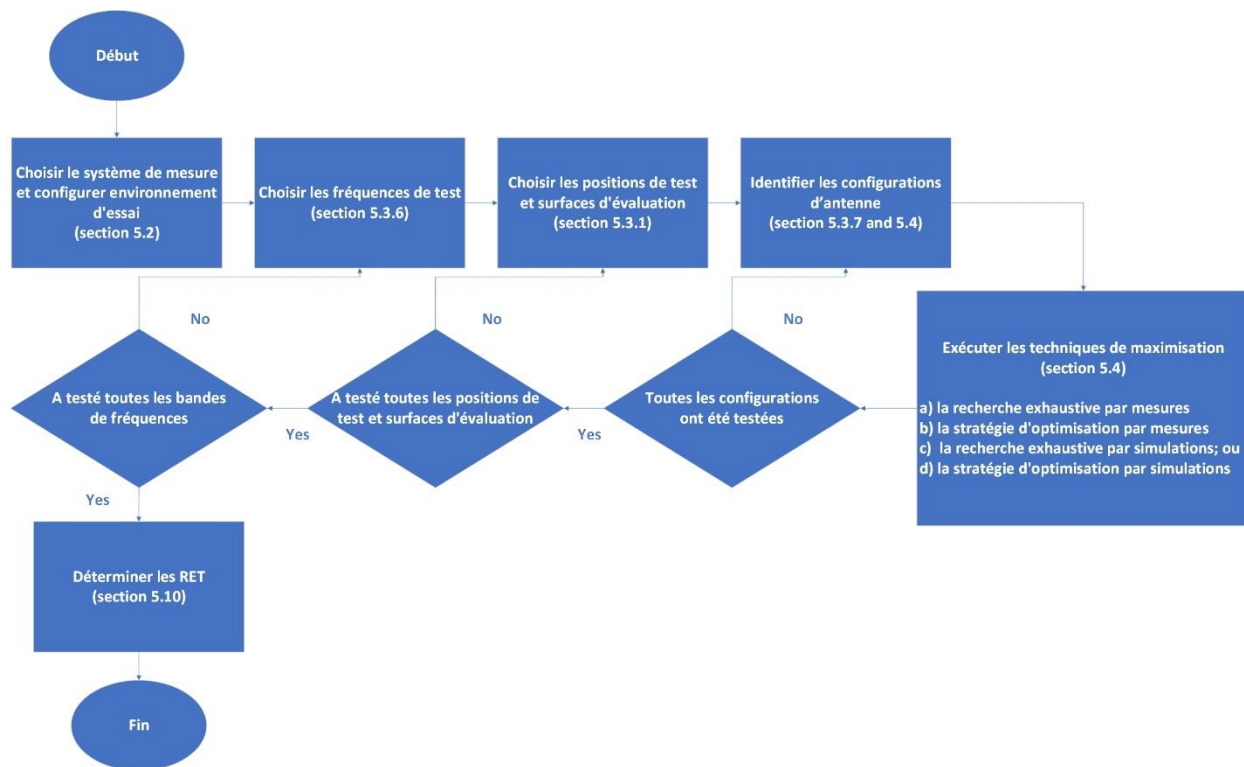 Début
Choisir le système de mesure
et configurer environnement
d'essai
(section 5.2)
Choisir les fréquences de test
(section 5.3.6)
Choisir les positions de test
et surfaces d'évaluation
(section 5.3.1)
Identifier les configurations
d’antenne
(section 5.3.7 and 5.4)
Exécuter les techniques de maximisation
(section 5.4)
a) la recherche exhaustive par mesures
b) la stratégie d'optimisation par mesures
c) la recherche exhaustive par simulations; ou
d) la stratégie d'optimisation par simulations
No
Toutes les configurations
ont été testées
Yes
No
A testé toutes les positions de
test et surfaces d'évaluation
Yes
No
A testé toutes les bandes
de fréquences
Yes
Déterminer les RET
(section 5.10)
Fin